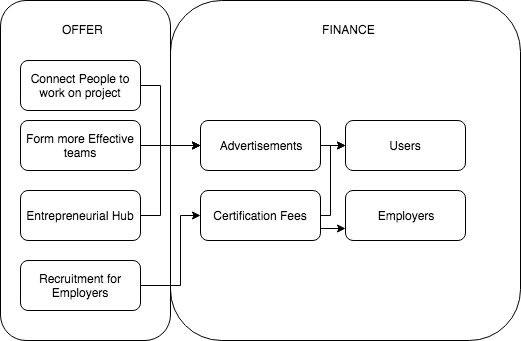 OFFER
FINANCE
Connect People to
work on project
Form more Effective
teams
Advertisements
Users
Entrepreneurial Hub
Certification Fees
Employers
Recruitment for
Employers